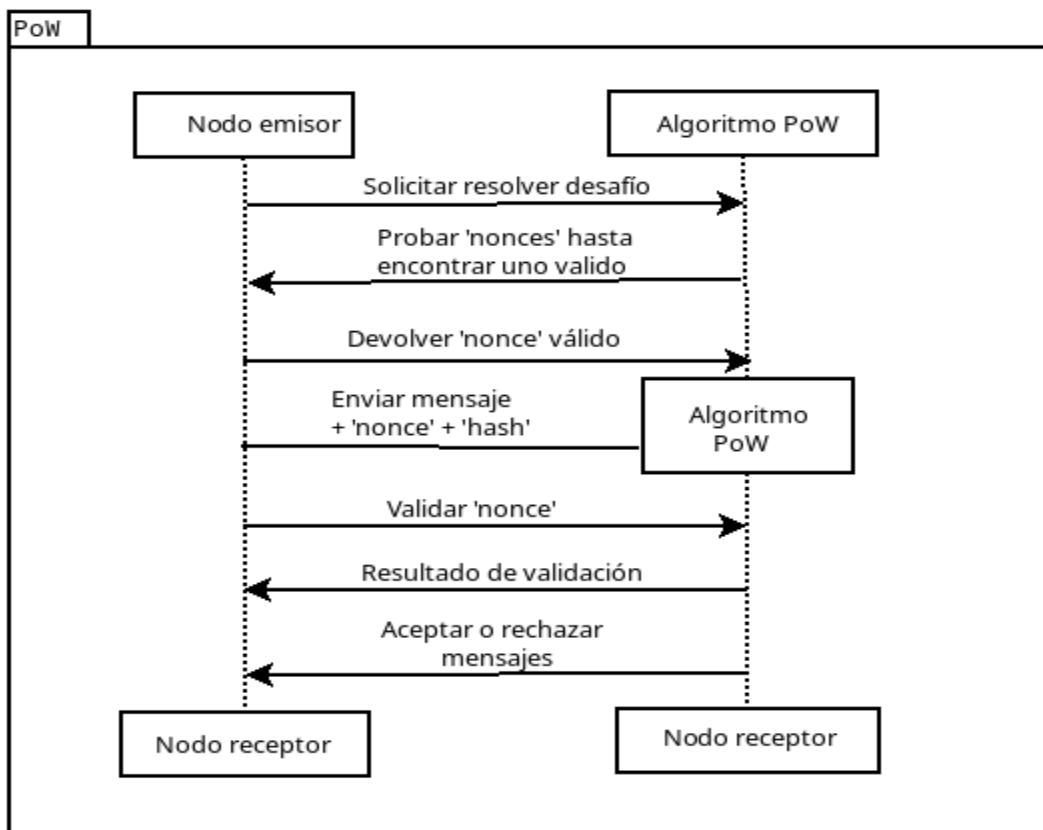 PoW
Nodo emisor
Algoritmo PoW
Solicitar resolver desafío
Probar 'nonces' hasta
encontrar uno valido
Devolver 'nonce' válido
Enviar mensaje
+ 'nonce' + 'hash'
Algoritmo
PoW
Validar 'nonce'
Resultado de validación
Aceptar o rechazar
mensajes
Nodo receptor
Nodo receptor